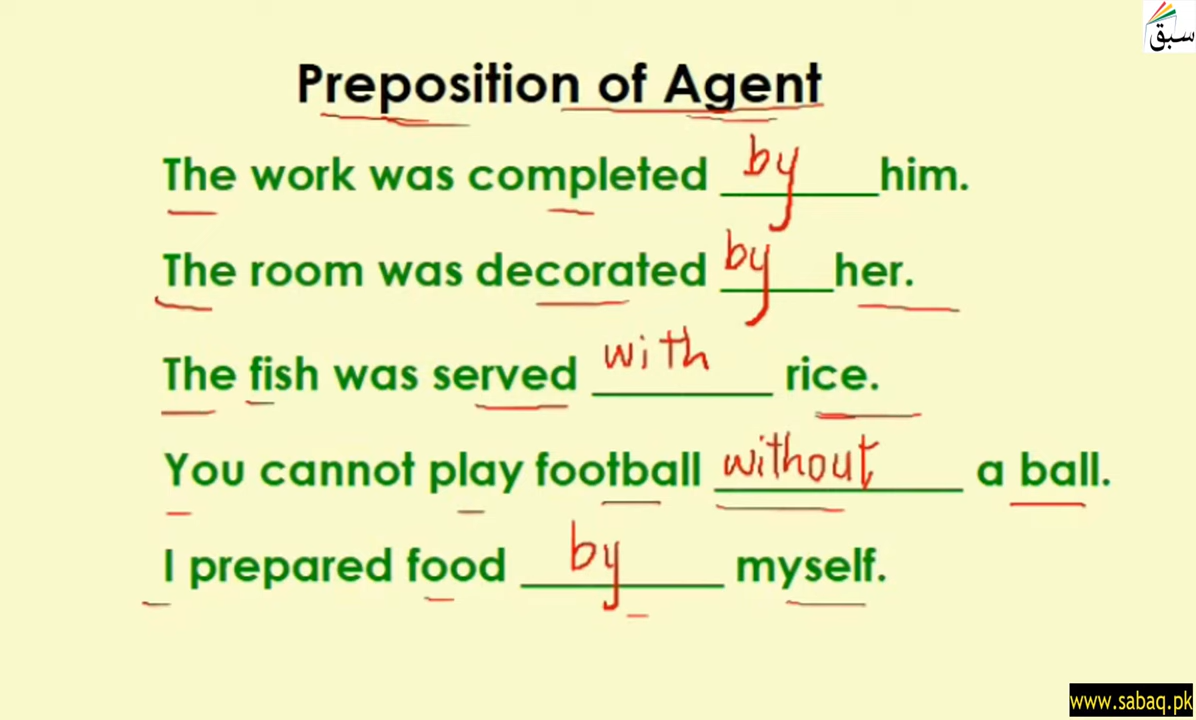 سبق
Preposition of Agent
The work was completed by him.
The room was decorated by her.
The fish was served with rice.
You cannot play football without a ball.
I prepared food by myself.
www.sabaq.pk